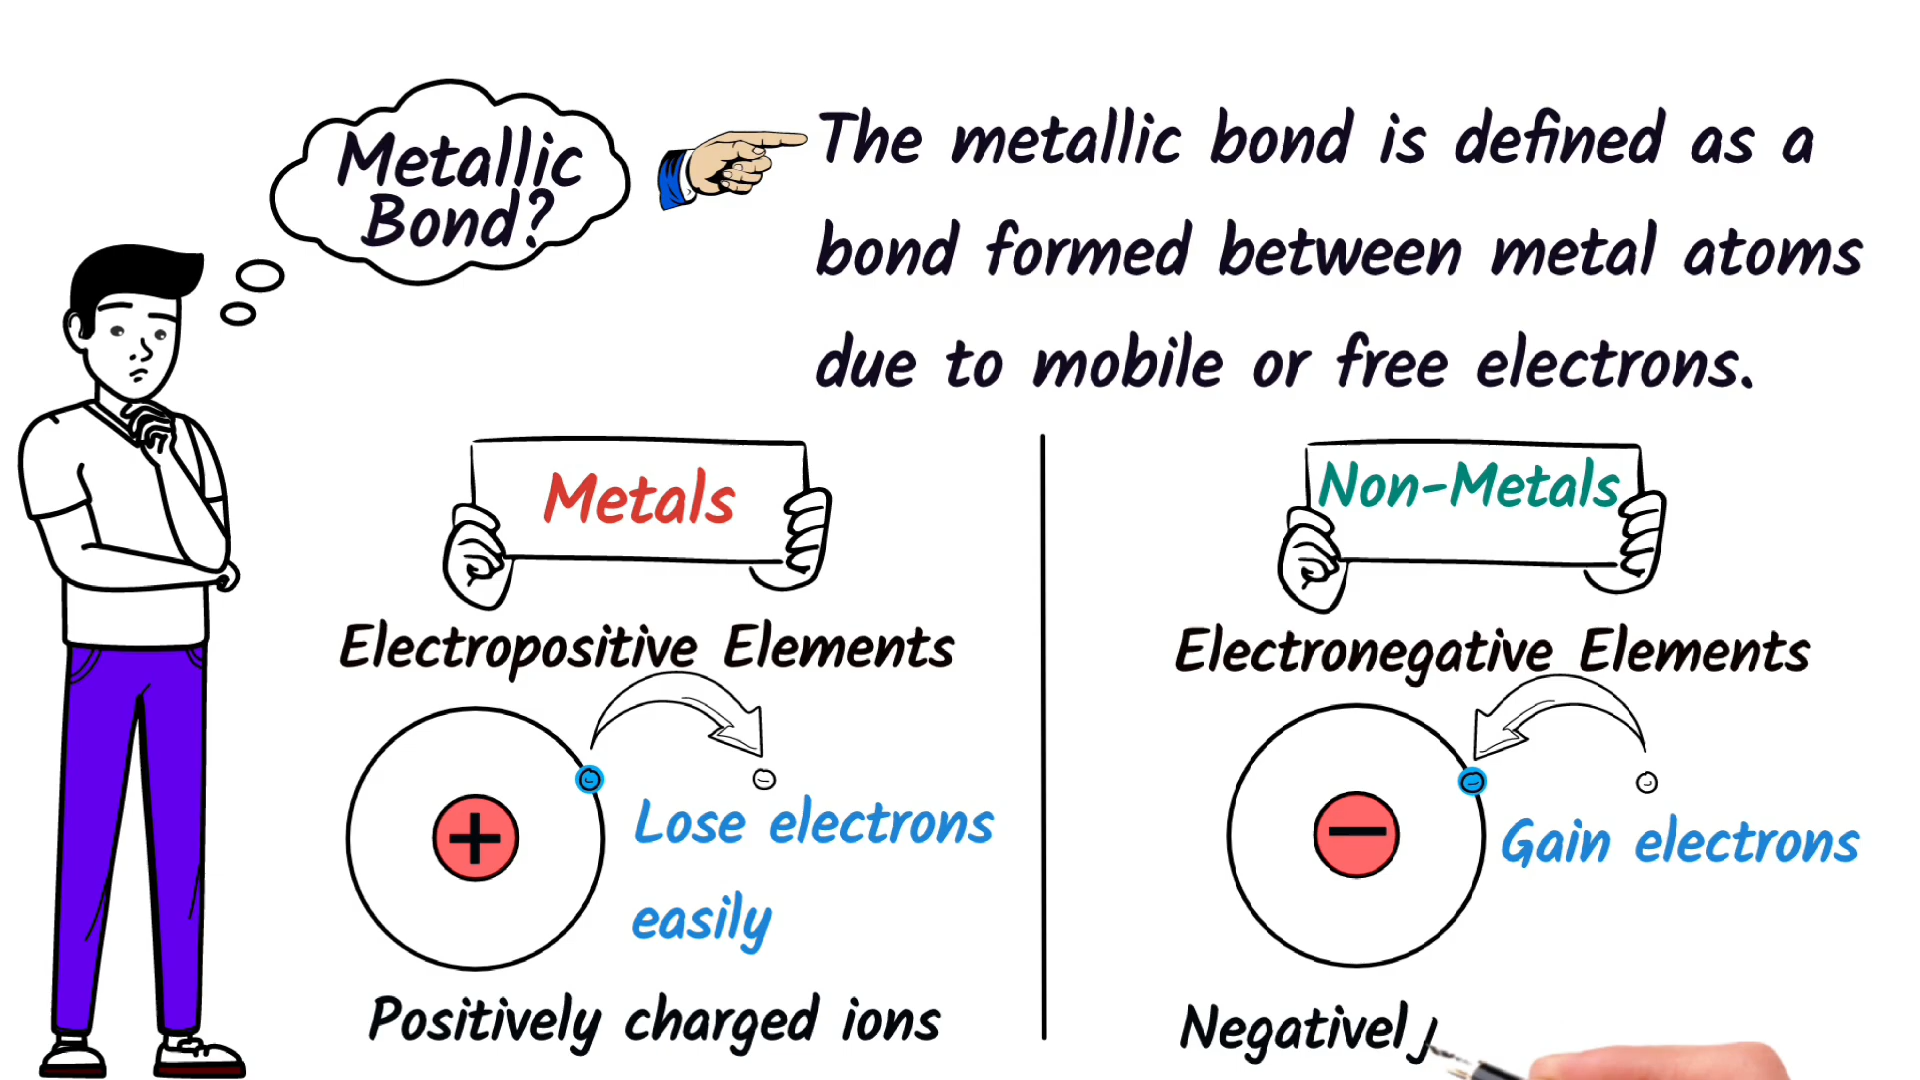 Metallic
Bond?
The metallic bond is defined as a
bond formed between metal atoms
due to mobile or free electrons.
Metals
Non-Metals
Electropositive Elements
Electronegative Elements
+
−
Lose electrons
easily
Gain electrons
Positively charged ions
Negatively